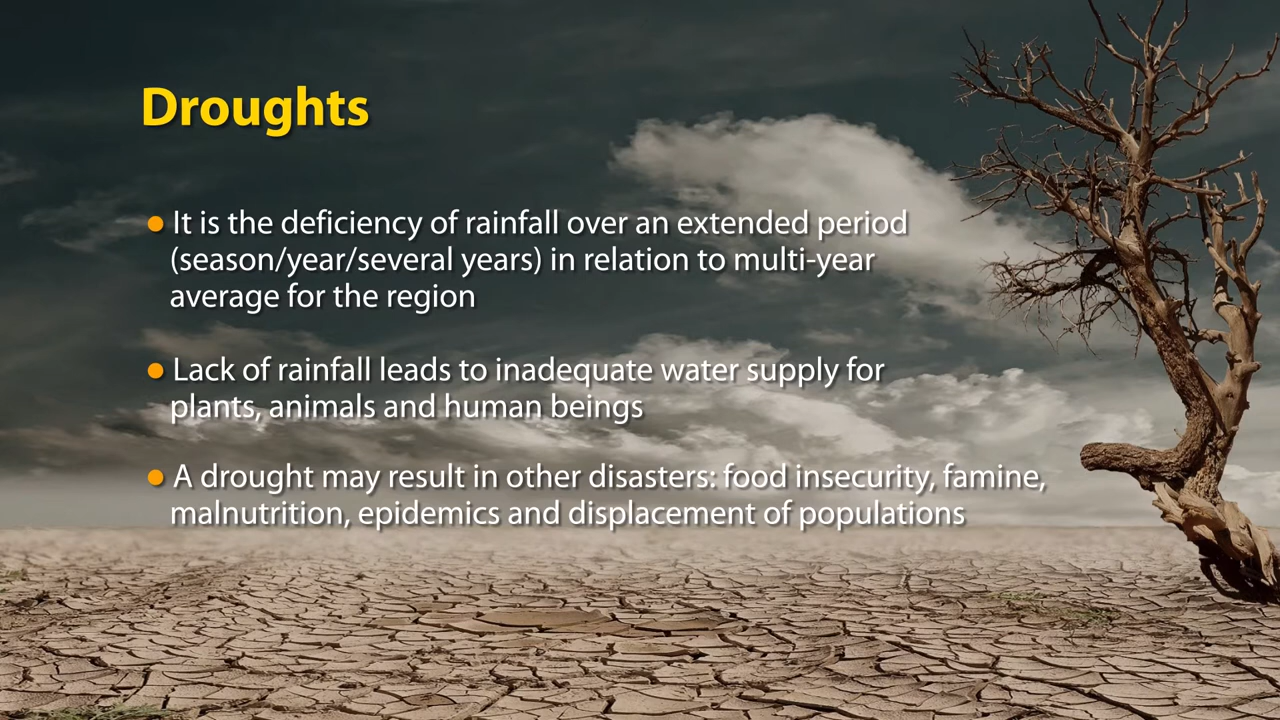 Droughts
● It is the deficiency of rainfall over an extended period
(season/year/several years) in relation to multi-year
average for the region
● Lack of rainfall leads to inadequate water supply for
plants, animals and human beings
● A drought may result in other disasters: food insecurity, famine,
malnutrition, epidemics and displacement of populations